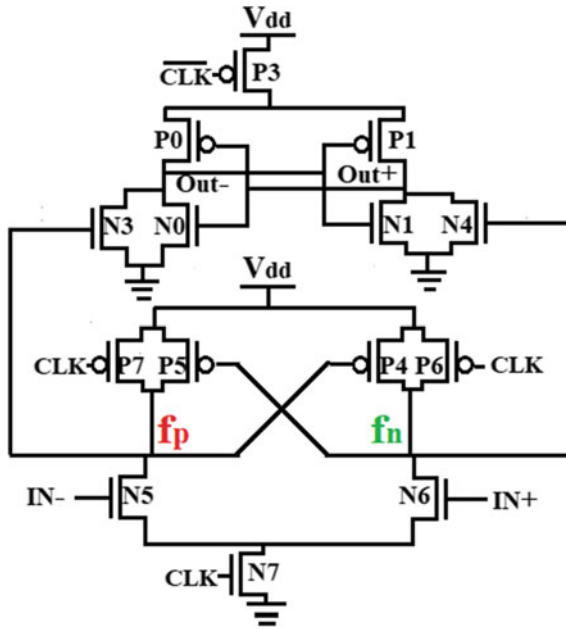 Vdd
CLK P3
P0 P1
Out- Out+
N3 N0 N1 N4
Vdd
CLK P7 P5 P4 P6 CLK
fp fn
IN- N5 N6 IN+
CLK N7